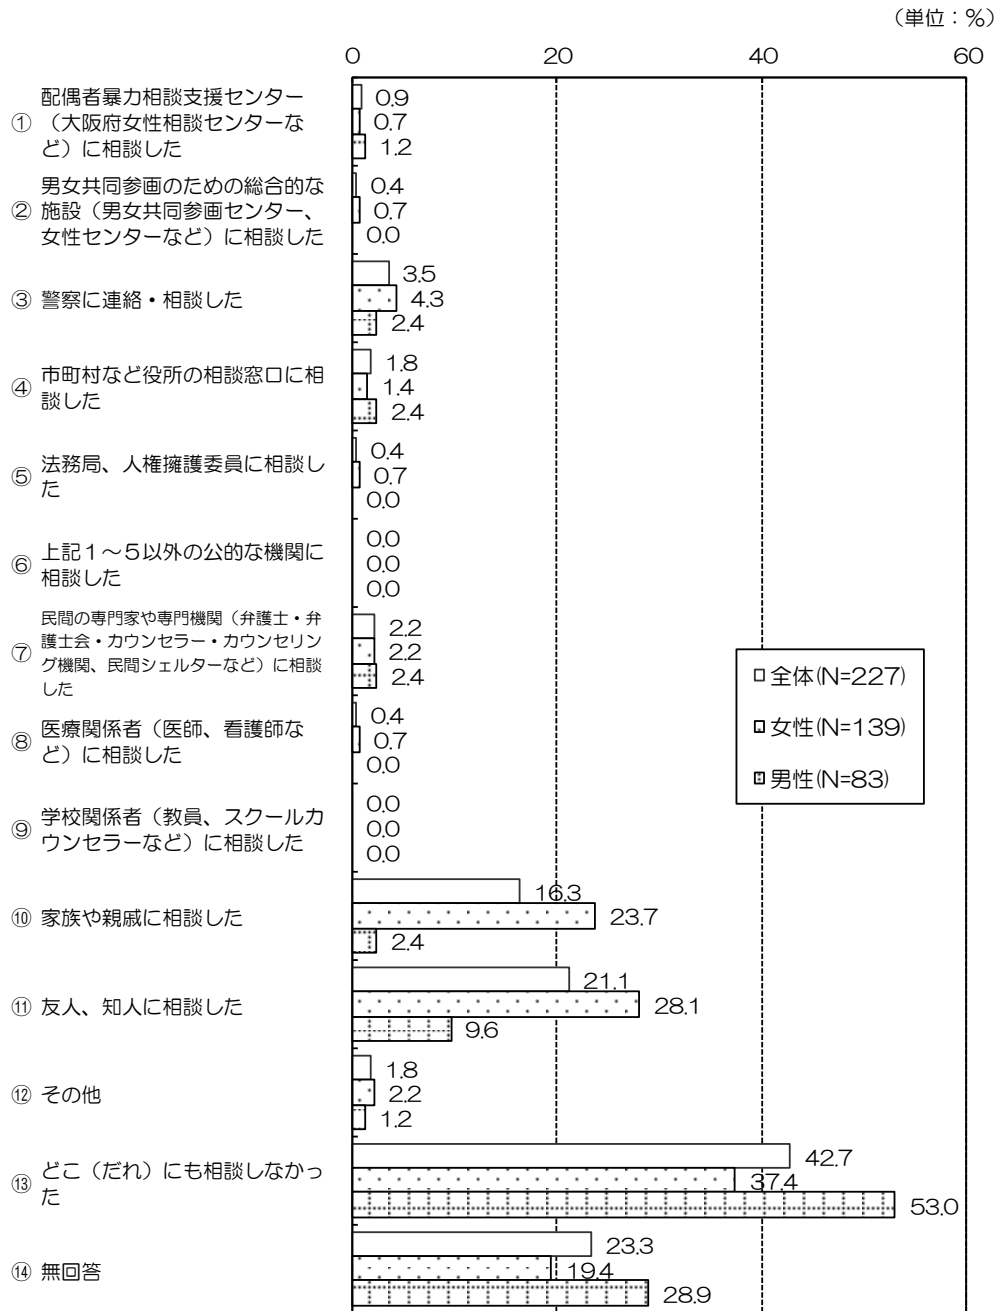 （単位：％）
0 20 40 60
① 配偶者暴力相談支援センター
（大阪府女性相談センターな
ど）に相談した
0.9
0.7
1.2
② 男女共同参画のための総合的な
施設（男女共同参画センター、
女性センターなど）に相談した
0.4
0.7
0.0
③ 警察に連絡・相談した
3.5
4.3
2.4
④ 市町村など役所の相談窓口に相
談した
1.8
1.4
2.4
⑤ 法務局、人権擁護委員に相談し
た
0.4
0.7
0.0
⑥ 上記１～５以外の公的な機関に
相談した
0.0
0.0
0.0
⑦ 民間の専門家や専門機関（弁護士・弁
護士会・カウンセラー・カウンセリン
グ機関、民間シェルターなど）に相談
した
2.2
2.2
2.4
全体(N=227)
女性(N=139)
男性(N=83)
⑧ 医療関係者（医師、看護師な
ど）に相談した
0.4
0.7
0.0
⑨ 学校関係者（教員、スクールカ
ウンセラーなど）に相談した
0.0
0.0
0.0
⑩ 家族や親戚に相談した
16.3
23.7
2.4
⑪ 友人、知人に相談した
21.1
28.1
9.6
⑫ その他
1.8
2.2
1.2
⑬ どこ（だれ）にも相談しなかっ
た
42.7
37.4
53.0
⑭ 無回答
23.3
19.4
28.9